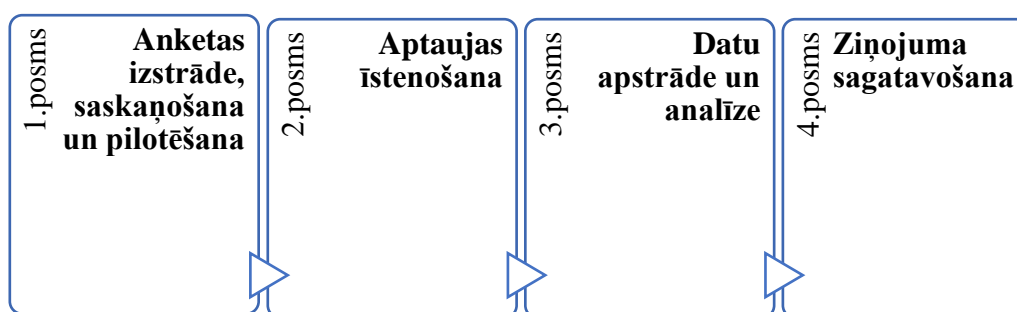 1.posms
Anketas
izstrāde,
saskaņošana
un pilotēšana
2.posms
Aptaujas
īstenošana
3.posms
Datu
apstrāde un
analīze
4.posms
Ziņojuma
sagatavošana